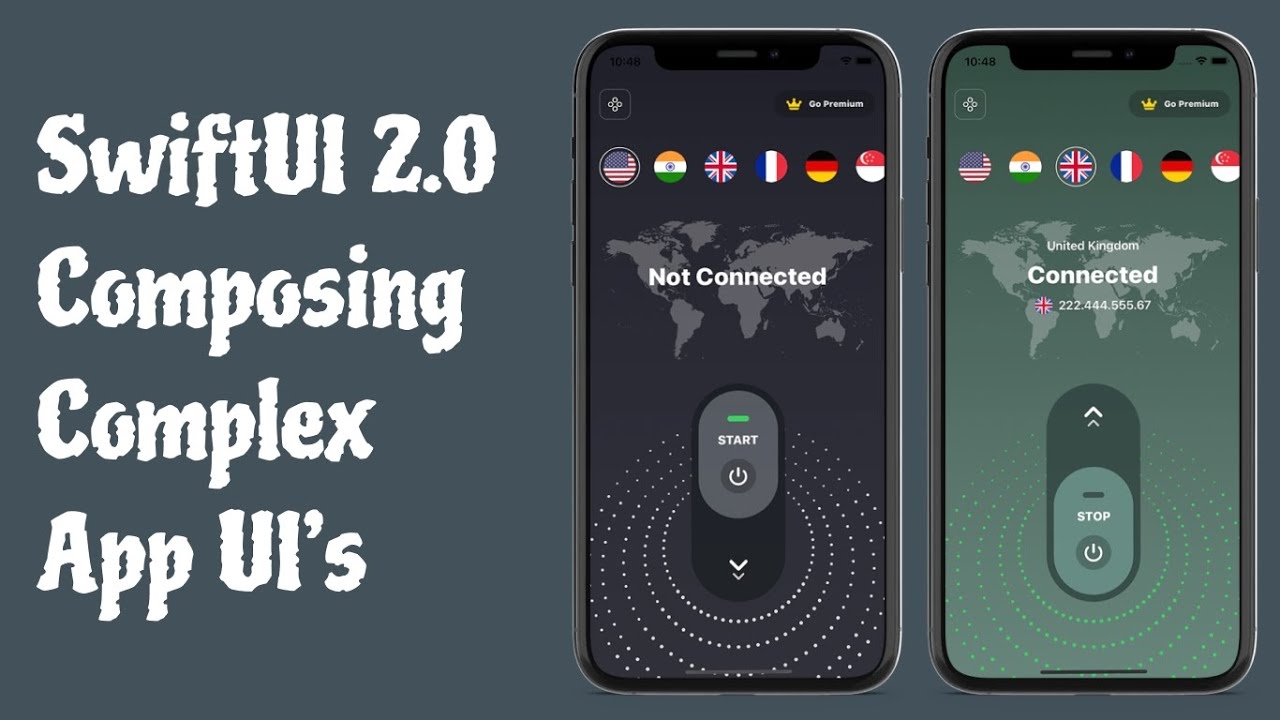 SwiftUI 2.0
Composing
Complex
App UI's
10:48
Go Premium
Not Connected
START
10:48
Go Premium
United Kingdom
Connected
222.444.555.67
STOP